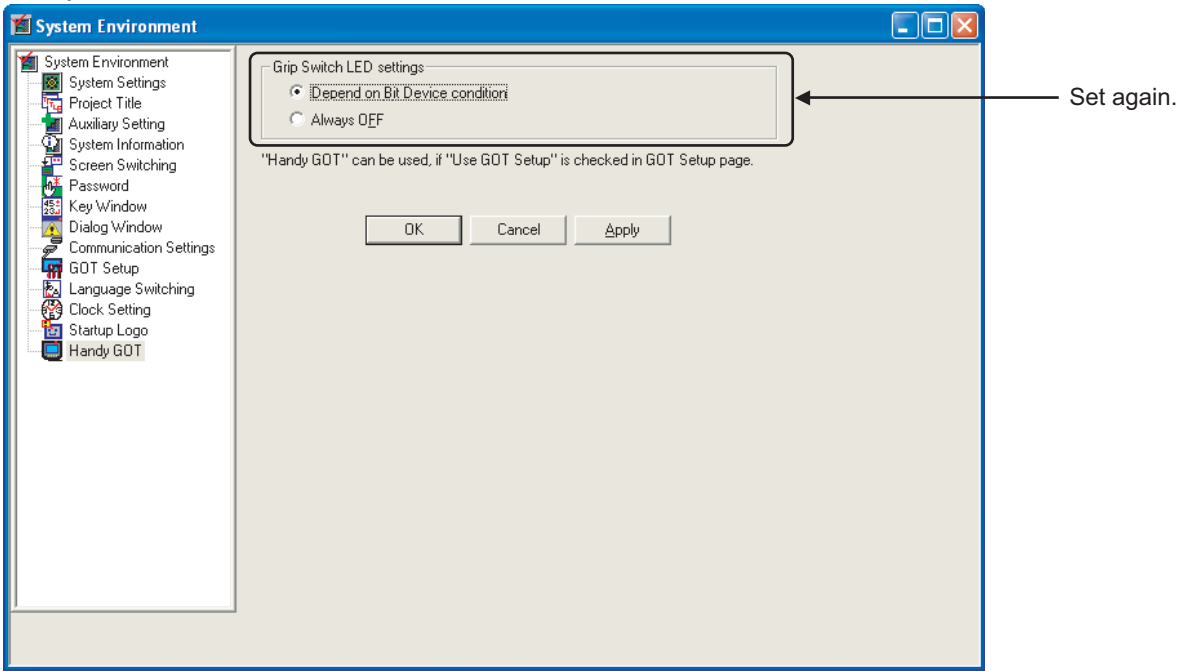 System Environment
System Environment
System Settings
Project Title
Auxiliary Setting
System Information
Screen Switching
Password
Key Window
Dialog Window
Communication Settings
GOT Setup
Language Switching
Clock Setting
Startup Logo
Handy GOT
Grip Switch LED settings
Depend on Bit Device condition
Always OFF
"Handy GOT" can be used, if "Use GOT Setup" is checked in GOT Setup page.
OK Cancel Apply
Set again.